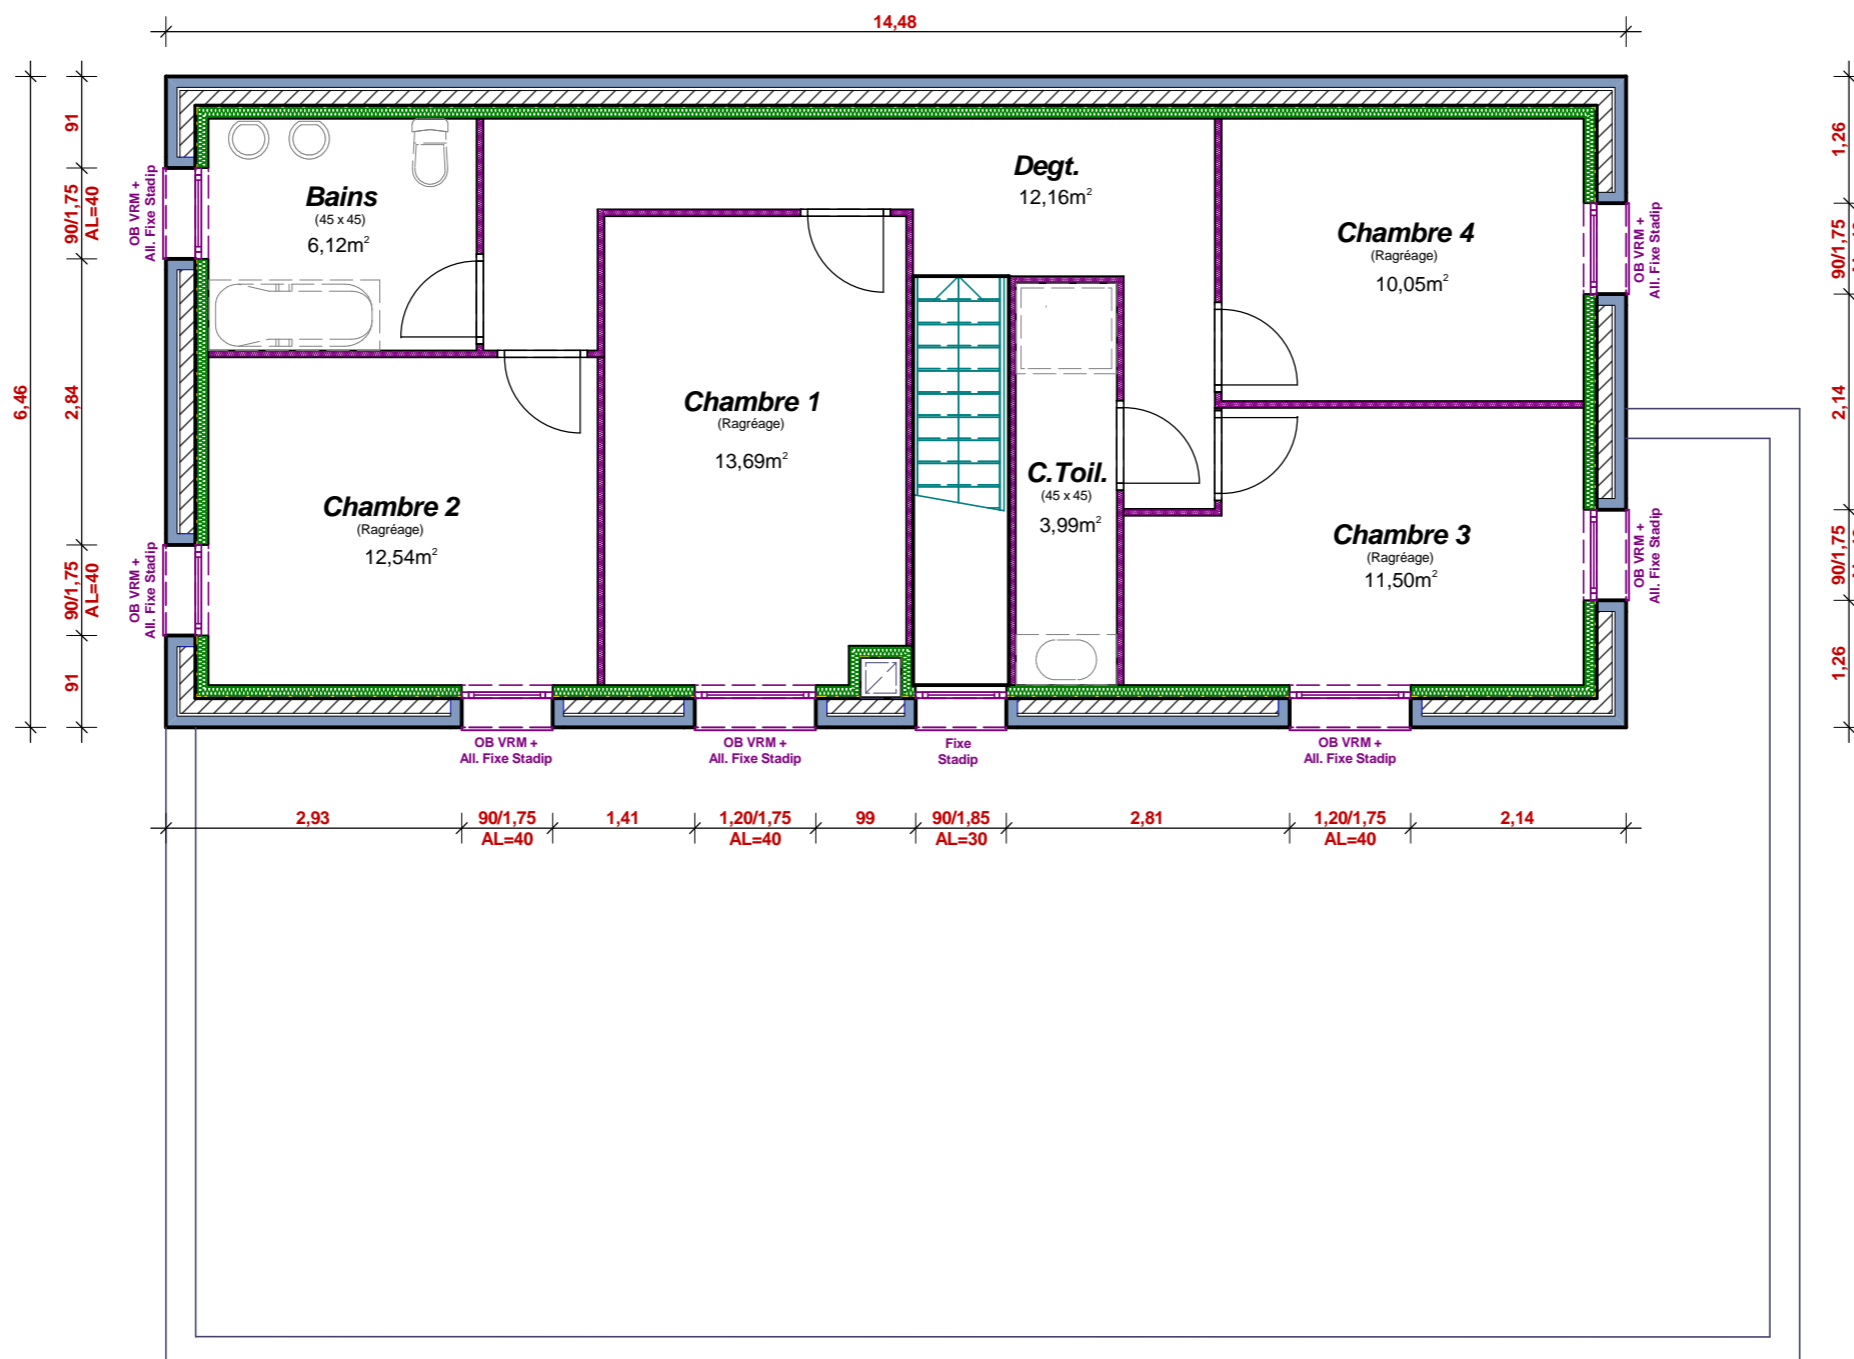 14,48
91
90/1,75
AL=40
2,84
90/1,75
AL=40
91
6,46
OB VRM +
All. Fixe Stadip
OB VRM +
All. Fixe Stadip
Bains
(45 x 45)
6,12m²
Degt.
12,16m²
Chambre 4
(Ragréage)
10,05m²
Chambre 1
(Ragréage)
13,69m²
Chambre 2
(Ragréage)
12,54m²
C.Toil.
(45 x 45)
3,99m²
Chambre 3
(Ragréage)
11,50m²
OB VRM +
All. Fixe Stadip
OB VRM +
All. Fixe Stadip
1,26
90/1,75
2,14
90/1,75
1,26
OB VRM +
All. Fixe Stadip
OB VRM +
All. Fixe Stadip
Fixe
Stadip
OB VRM +
All. Fixe Stadip
2,93
90/1,75
AL=40
1,41
1,20/1,75
AL=40
99
90/1,85
AL=30
2,81
1,20/1,75
AL=40
2,14